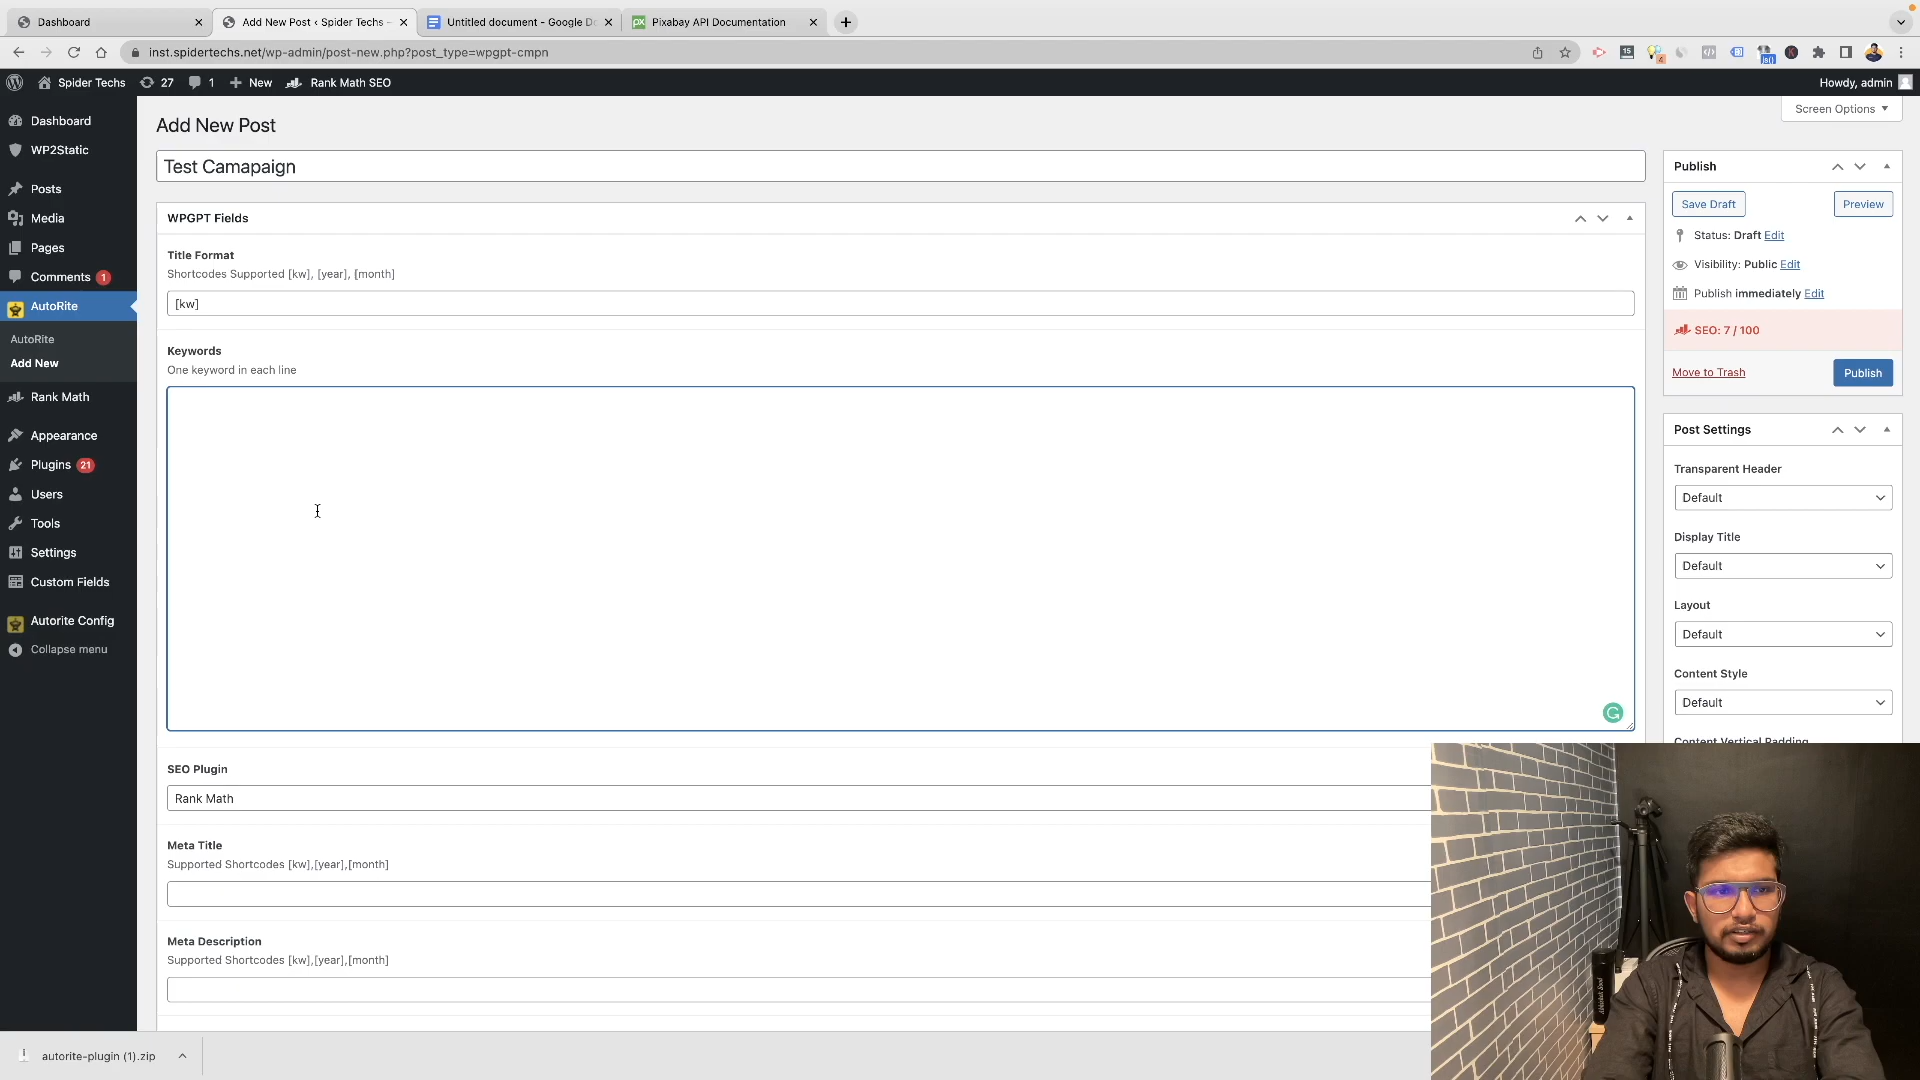 Dashboard
Add New Post ‹ Spider Techs –
Untitled document - Google Do
Pixabay API Documentation
inst.spidertechs.net/wp-admin/post-new.php?post_type=wpgpt-cmpn
Spider Techs
27
1
New
Rank Math SEO
Howdy, admin
Screen Options
Dashboard
WP2Static
Posts
Media
Pages
Comments 1
AutoRite
AutoRite
Add New
Rank Math
Appearance
Plugins 21
Users
Tools
Settings
Custom Fields
Autorite Config
Collapse menu
Add New Post
Test Camapaign
WPGPT Fields
Title Format
Shortcodes Supported [kw], [year], [month]
[kw]
Keywords
One keyword in each line
SEO Plugin
Rank Math
Meta Title
Supported Shortcodes [kw],[year],[month]
Meta Description
Supported Shortcodes [kw],[year],[month]
Publish
Save Draft
Preview
Status: Draft Edit
Visibility: Public Edit
Publish immediately Edit
SEO: 7 / 100
Move to Trash
Publish
Post Settings
Transparent Header
Default
Display Title
Default
Layout
Default
Content Style
Default
Content Vertical Padding
autorite-plugin (1).zip